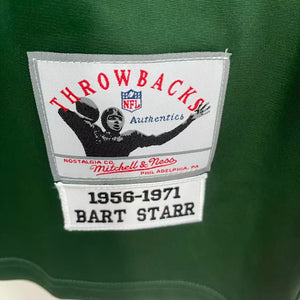 THROWBACKS
NFL
Authentics
NOSTALGIA CO.
Mitchell & Ness
PHILADELPHIA, PA
1956-1971
BART STARR